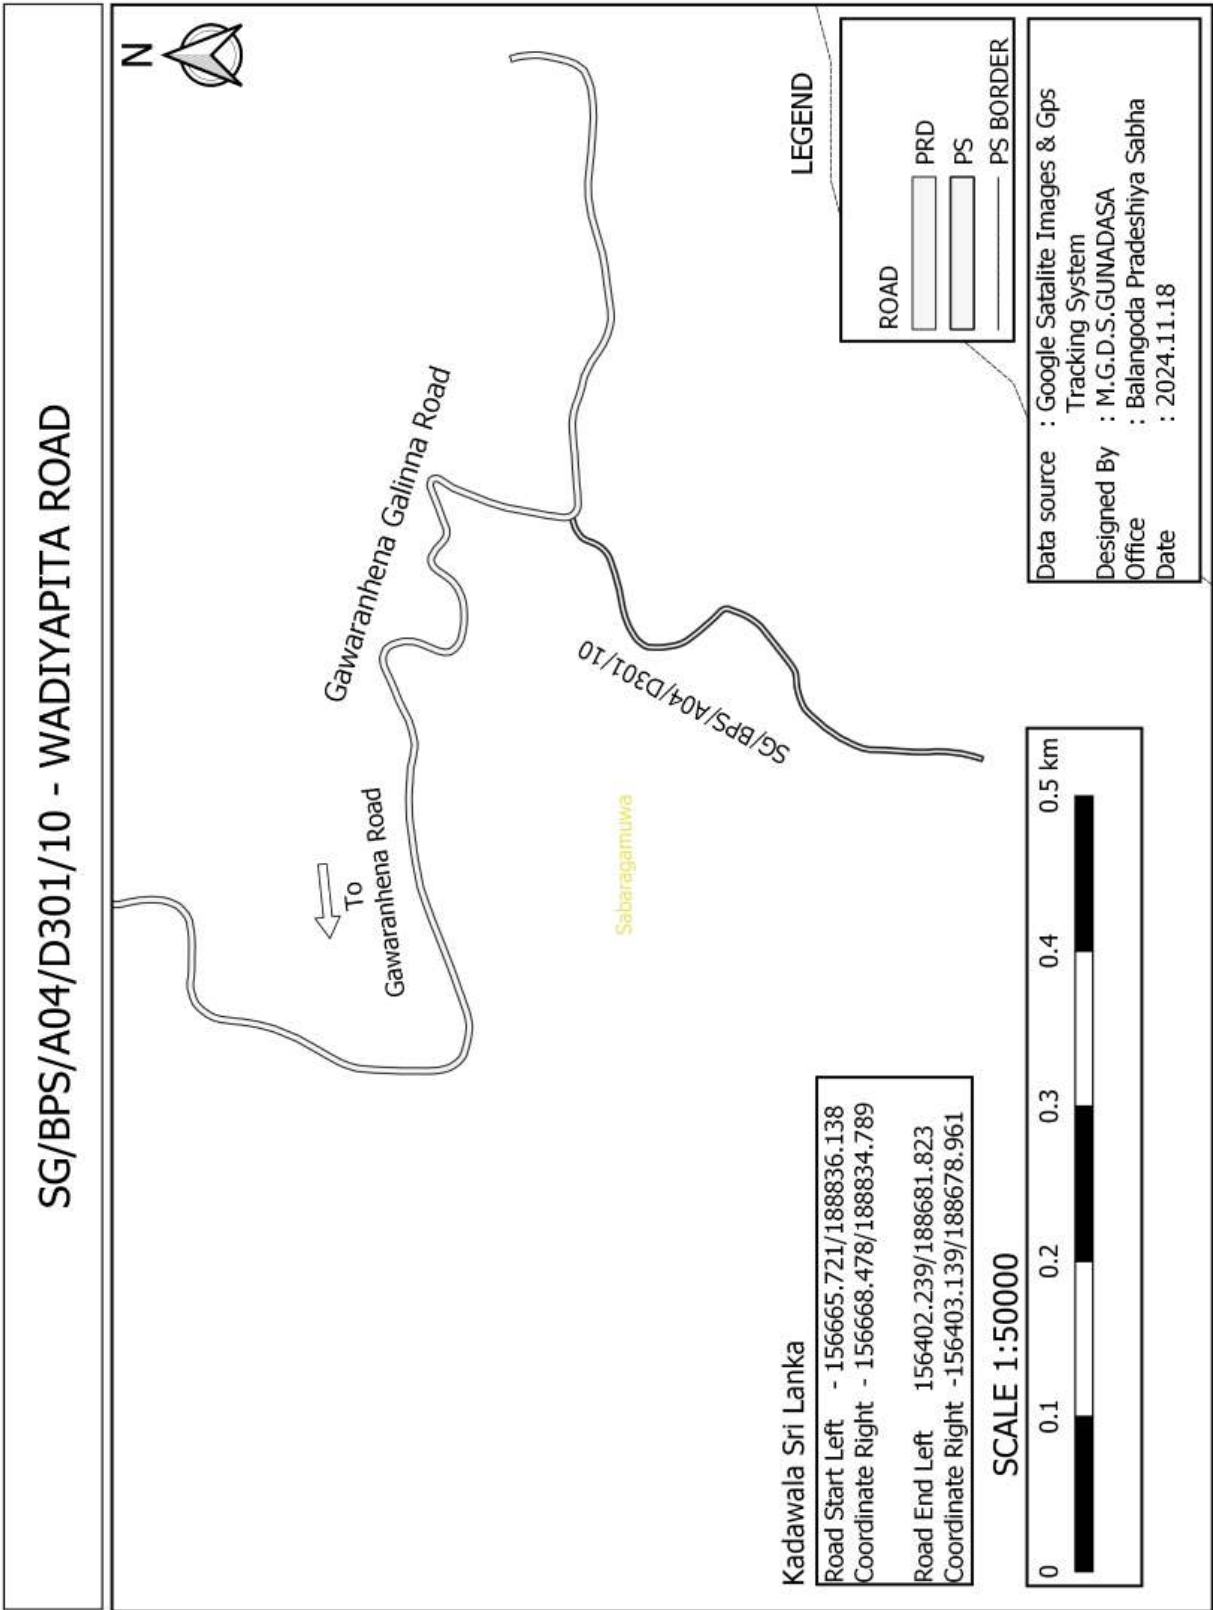 SG/BPS/A04/D301/10 - WADIYAPITA ROAD
N
Gawaranhena Galinna Road
To
Gawaranhena Road
SG/BPS/A04/D301/10
Sabaragamuwa
LEGEND
ROAD
PRD
PS
PS BORDER
Kadawala Sri Lanka
Road Start Left - 156665.721/188836.138
Coordinate Right - 156668.478/188834.789
Road End Left 156402.239/188681.823
Coordinate Right -156403.139/188678.961
SCALE 1:50000
0 0.1 0.2 0.3 0.4 0.5 km
Data source : Google Satalite Images & Gps
Tracking System
Designed By : M.G.D.S.GUNADASA
Office : Balangoda Pradeshiya Sabha
Date : 2024.11.18